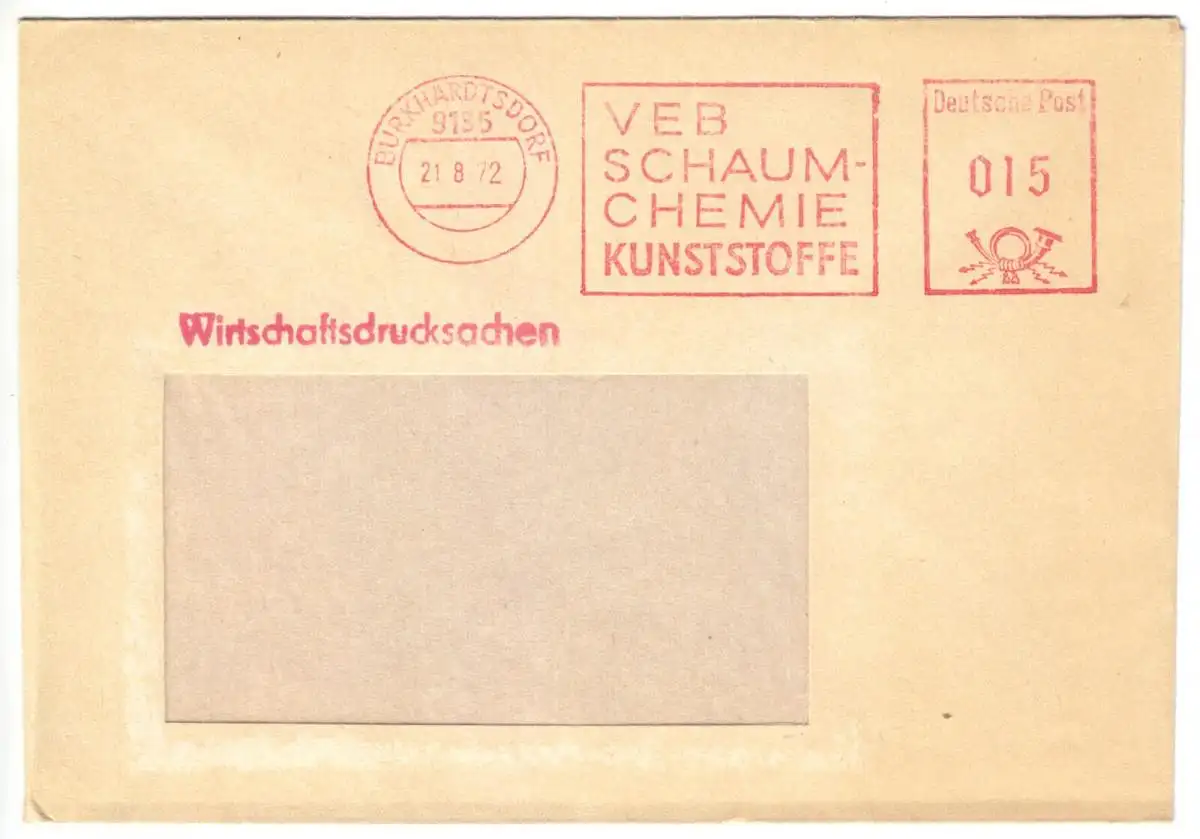 BURKHARDTSDORF
9135
21 8 72
VEB
SCHAUM-
CHEMIE
KUNSTSTOFFE
Deutsche Post
015
Wirtschaftsdrucksachen